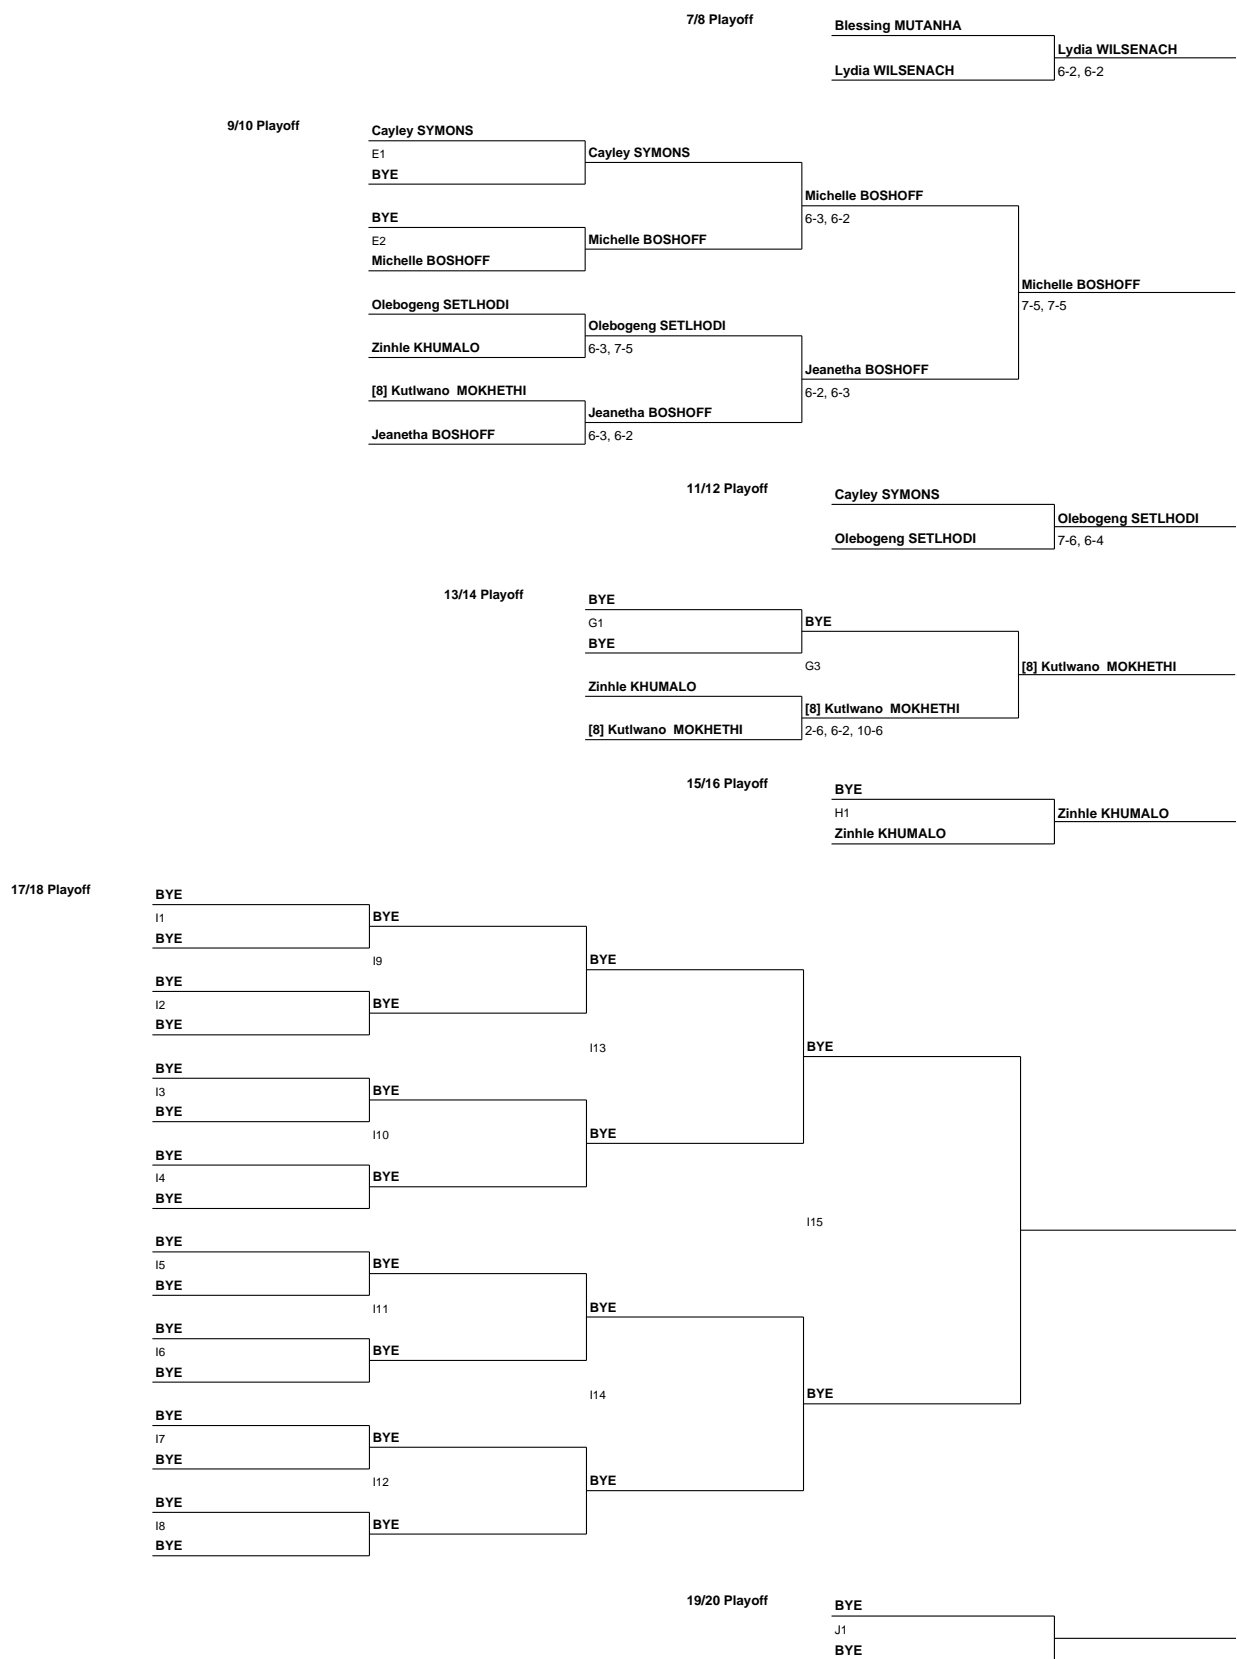 7/8 Playoff
Blessing MUTANHA
Lydia WILSENACH
Lydia WILSENACH
6-2, 6-2
9/10 Playoff
Cayley SYMONS
E1
Cayley SYMONS
BYE
Michelle BOSHOFF
BYE
6-3, 6-2
E2
Michelle BOSHOFF
Michelle BOSHOFF
Michelle BOSHOFF
Olebogeng SETLHODI
7-5, 7-5
Olebogeng SETLHODI
Zinhle KHUMALO
6-3, 7-5
Jeanetha BOSHOFF
[8] Kutlwano MOKHETHI
6-2, 6-3
Jeanetha BOSHOFF
Jeanetha BOSHOFF
6-3, 6-2
11/12 Playoff
Cayley SYMONS
Olebogeng SETLHODI
Olebogeng SETLHODI
7-6, 6-4
13/14 Playoff
BYE
G1
BYE
BYE
G3
[8] Kutlwano MOKHETHI
Zinhle KHUMALO
[8] Kutlwano MOKHETHI
[8] Kutlwano MOKHETHI
2-6, 6-2, 10-6
15/16 Playoff
BYE
H1
Zinhle KHUMALO
Zinhle KHUMALO
17/18 Playoff
BYE
I1
BYE
BYE
I9
BYE
BYE
I2
BYE
BYE
I13
BYE
BYE
I3
BYE
BYE
I10
BYE
BYE
I4
BYE
BYE
I15
BYE
I5
BYE
BYE
I11
BYE
BYE
I6
BYE
BYE
I14
BYE
BYE
I7
BYE
BYE
I12
BYE
BYE
I8
BYE
BYE
19/20 Playoff
BYE
J1
BYE